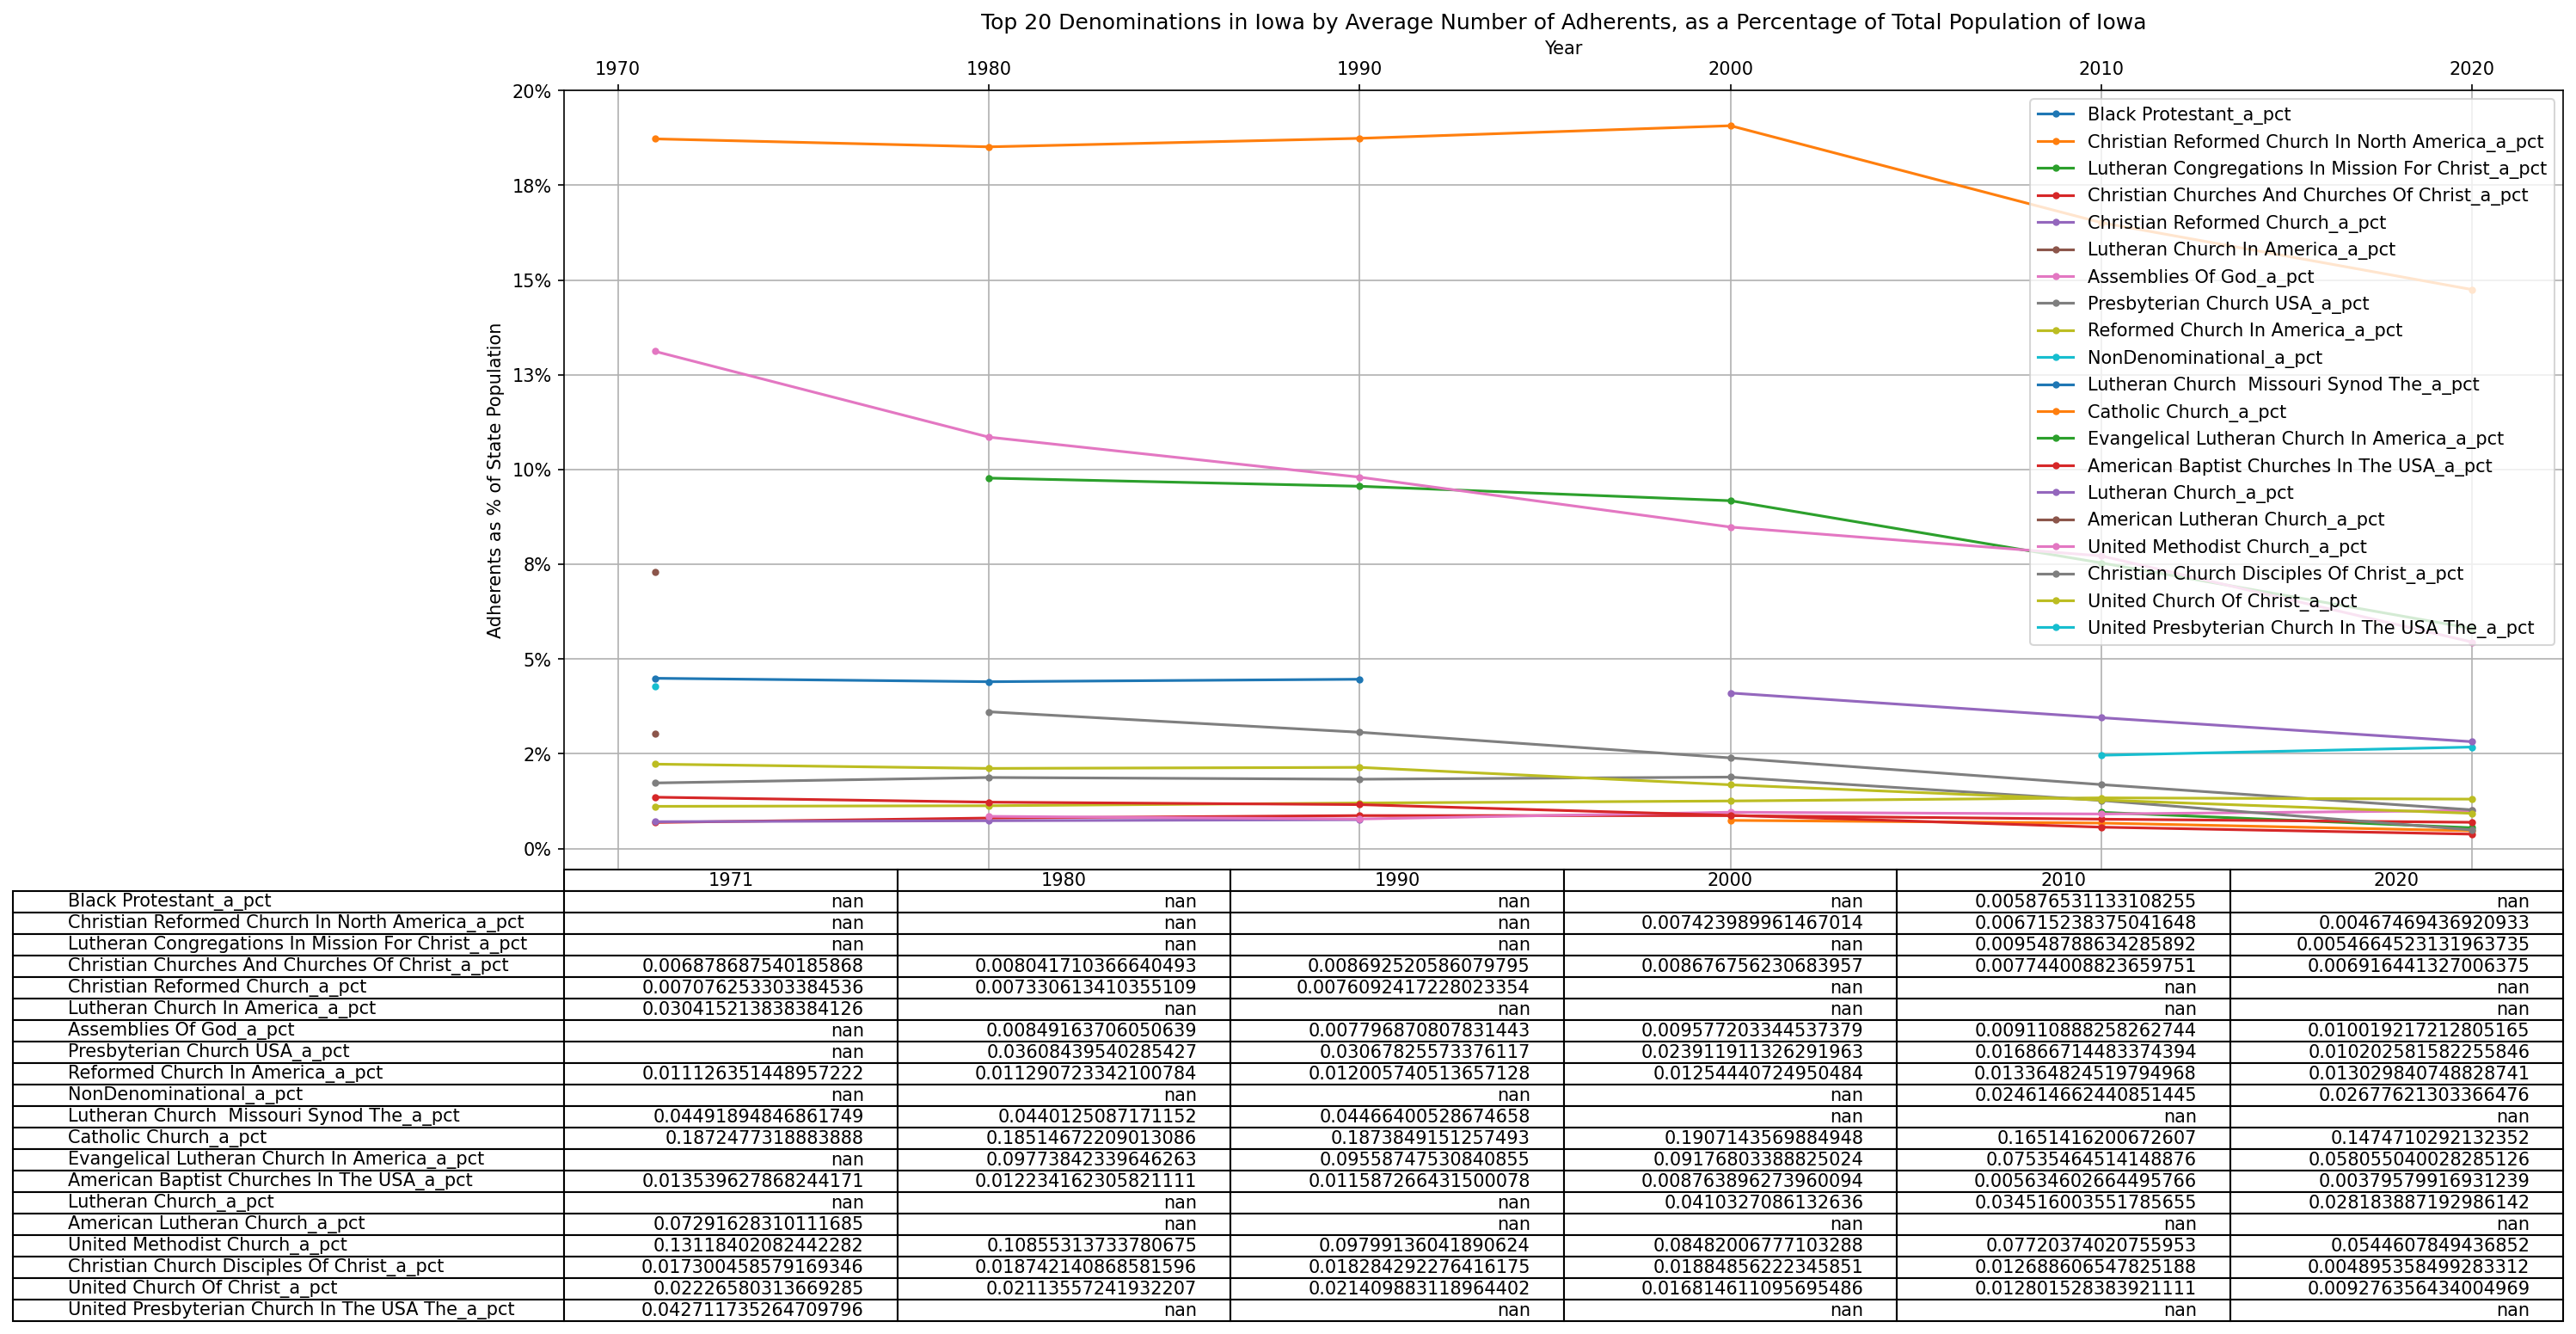 Top 20 Denominations in Iowa by Average Number of Adherents, as a Percentage of Total Population of Iowa
Year
1970 1980 1990 2000 2010 2020
20%
18%
15%
13%
10%
8%
5%
2%
0%
Adherents as % of State Population
Black Protestant_a_pct
Christian Reformed Church In North America_a_pct
Lutheran Congregations In Mission For Christ_a_pct
Christian Churches And Churches Of Christ_a_pct
Christian Reformed Church_a_pct
Lutheran Church In America_a_pct
Assemblies Of God_a_pct
Presbyterian Church USA_a_pct
Reformed Church In America_a_pct
NonDenominational_a_pct
Lutheran Church  Missouri Synod The_a_pct
Catholic Church_a_pct
Evangelical Lutheran Church In America_a_pct
American Baptist Churches In The USA_a_pct
Lutheran Church_a_pct
American Lutheran Church_a_pct
United Methodist Church_a_pct
Christian Church Disciples Of Christ_a_pct
United Church Of Christ_a_pct
United Presbyterian Church In The USA The_a_pct
1971 1980 1990 2000 2010 2020
Black Protestant_a_pct nan nan nan nan 0.005876531133108255 nan
Christian Reformed Church In North America_a_pct nan nan nan 0.007423989961467014 0.006715238375041648 0.00467469436920933
Lutheran Congregations In Mission For Christ_a_pct nan nan nan nan 0.009548788634285892 0.0054664523131963735
Christian Churches And Churches Of Christ_a_pct 0.006878687540185868 0.008041710366640493 0.008692520586079795 0.008676756230683957 0.007744008823659751 0.006916441327006375
Christian Reformed Church_a_pct 0.007076253303384536 0.007330613410355109 0.0076092417228023354 nan nan nan
Lutheran Church In America_a_pct 0.030415213838384126 nan nan nan nan nan
Assemblies Of God_a_pct nan 0.00849163706050639 0.007796870807831443 0.009577203344537379 0.009110888258262744 0.010019217212805165
Presbyterian Church USA_a_pct nan 0.03608439540285427 0.03067825573376117 0.023911911326291963 0.016866714483374394 0.010202581582255846
Reformed Church In America_a_pct 0.011126351448957222 0.011290723342100784 0.012005740513657128 0.01254440724950484 0.013364824519794968 0.013029840748828741
NonDenominational_a_pct nan nan nan nan 0.024614662440851445 0.02677621303366476
Lutheran Church  Missouri Synod The_a_pct 0.04491894846861749 0.0440125087171152 0.04466400528674658 nan nan nan
Catholic Church_a_pct 0.1872477318883888 0.18514672209013086 0.1873849151257493 0.1907143569884948 0.1651416200672607 0.1474710292132352
Evangelical Lutheran Church In America_a_pct nan 0.09773842339646263 0.09558747530840855 0.09176803388825024 0.07535464514148876 0.058055040028285126
American Baptist Churches In The USA_a_pct 0.013539627868244171 0.012234162305821111 0.011587266431500078 0.008763896273960094 0.005634602664495766 0.00379579916931239
Lutheran Church_a_pct nan nan nan 0.0410327086132636 0.034516003551785655 0.028183887192986142
American Lutheran Church_a_pct 0.07291628310111685 nan nan nan nan nan
United Methodist Church_a_pct 0.13118402082442282 0.10855313733780675 0.09799136041890624 0.08482006777103288 0.07720374020755953 0.0544607849436852
Christian Church Disciples Of Christ_a_pct 0.017300458579169346 0.018742140868581596 0.018284292276416175 0.01884856222345851 0.012688606547825188 0.004895358499283312
United Church Of Christ_a_pct 0.02226580313669285 0.02113557241932207 0.021409883118964402 0.016814611095695486 0.012801528383921111 0.009276356434004969
United Presbyterian Church In The USA The_a_pct 0.042711735264709796 nan nan nan nan nan